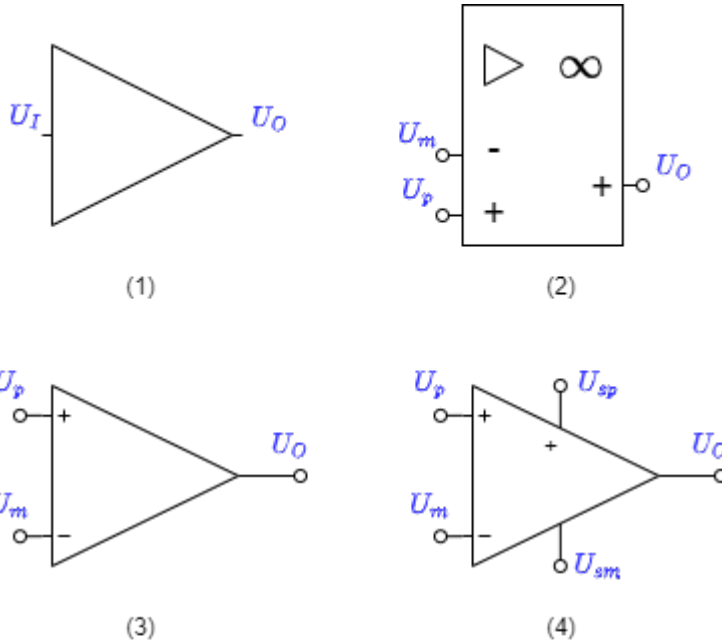 U_I
U_O
▷ ∞
U_m
-
U_O
U_p
+
+
(1)
(2)
U_p
+
U_O
U_m
−
(3)
U_sp
U_p
+
+
U_O
U_m
−
U_sm
(4)